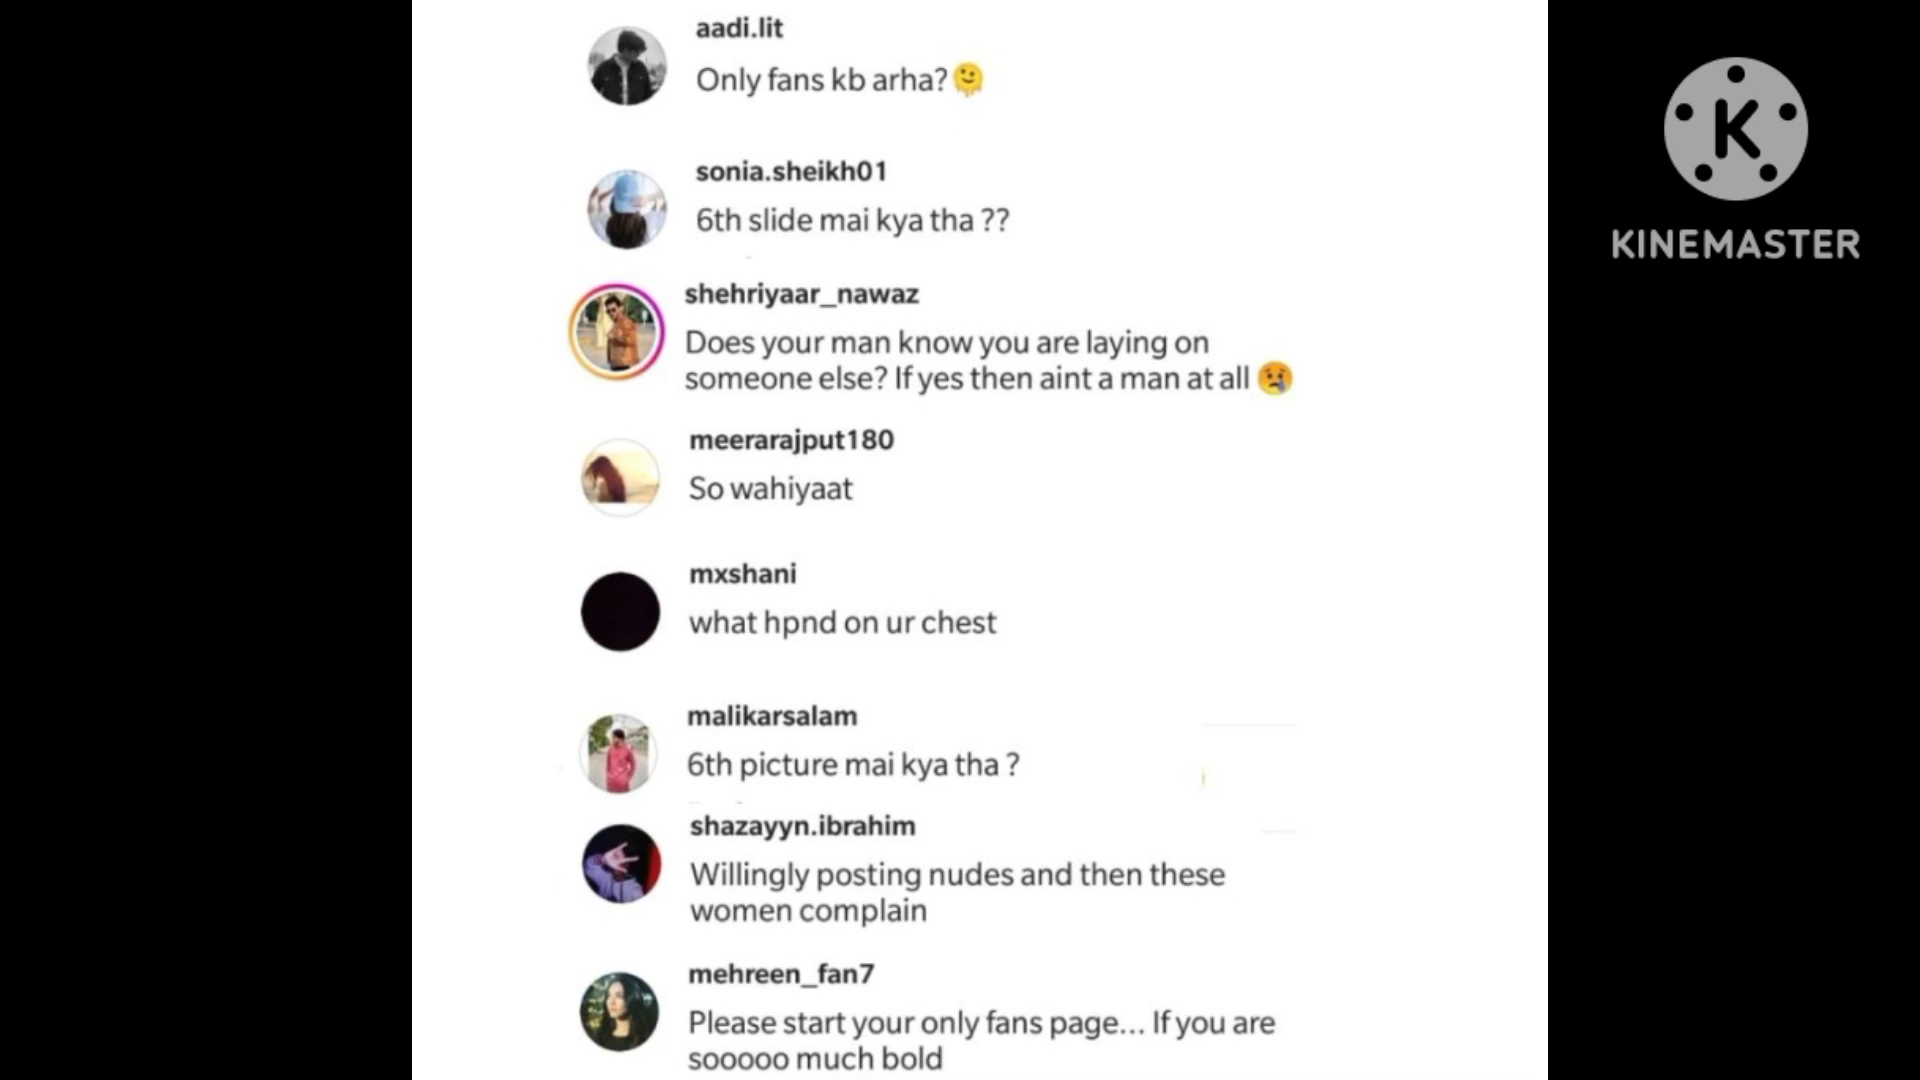 aadi.lit
Only fans kb arha?🫠
sonia.sheikh01
6th slide mai kya tha ??
shehriyaar_nawaz
Does your man know you are laying on
someone else? If yes then aint a man at all 😢
meerarajput180
So wahiyaat
mxshani
what hpnd on ur chest
malikarsalam
6th picture mai kya tha ?
shazayyn.ibrahim
Willingly posting nudes and then these
women complain
mehreen_fan7
Please start your only fans page... If you are
sooooo much bold
K
KINEMASTER